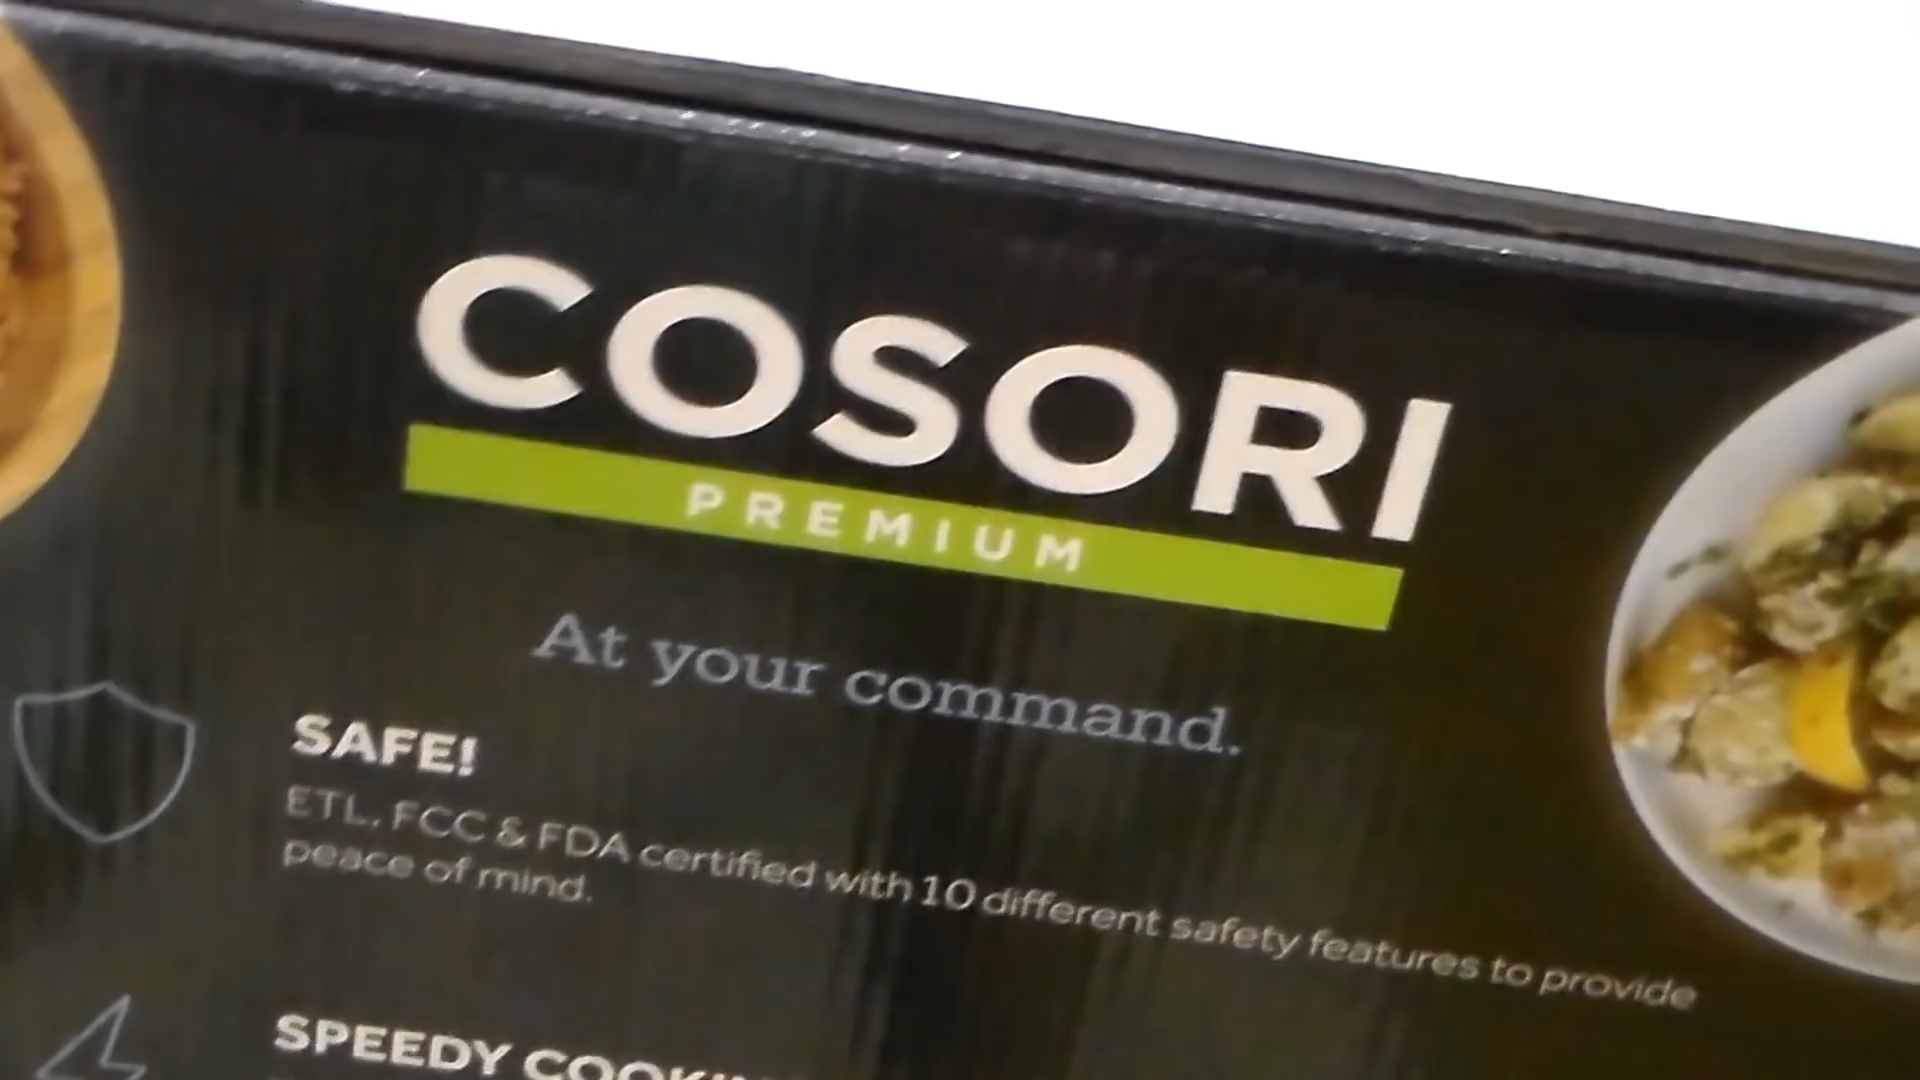 COSORI
PREMIUM
At your command.
SAFE!
ETL, FCC & FDA certified with 10 different safety features to provide
peace of mind.
SPEEDY